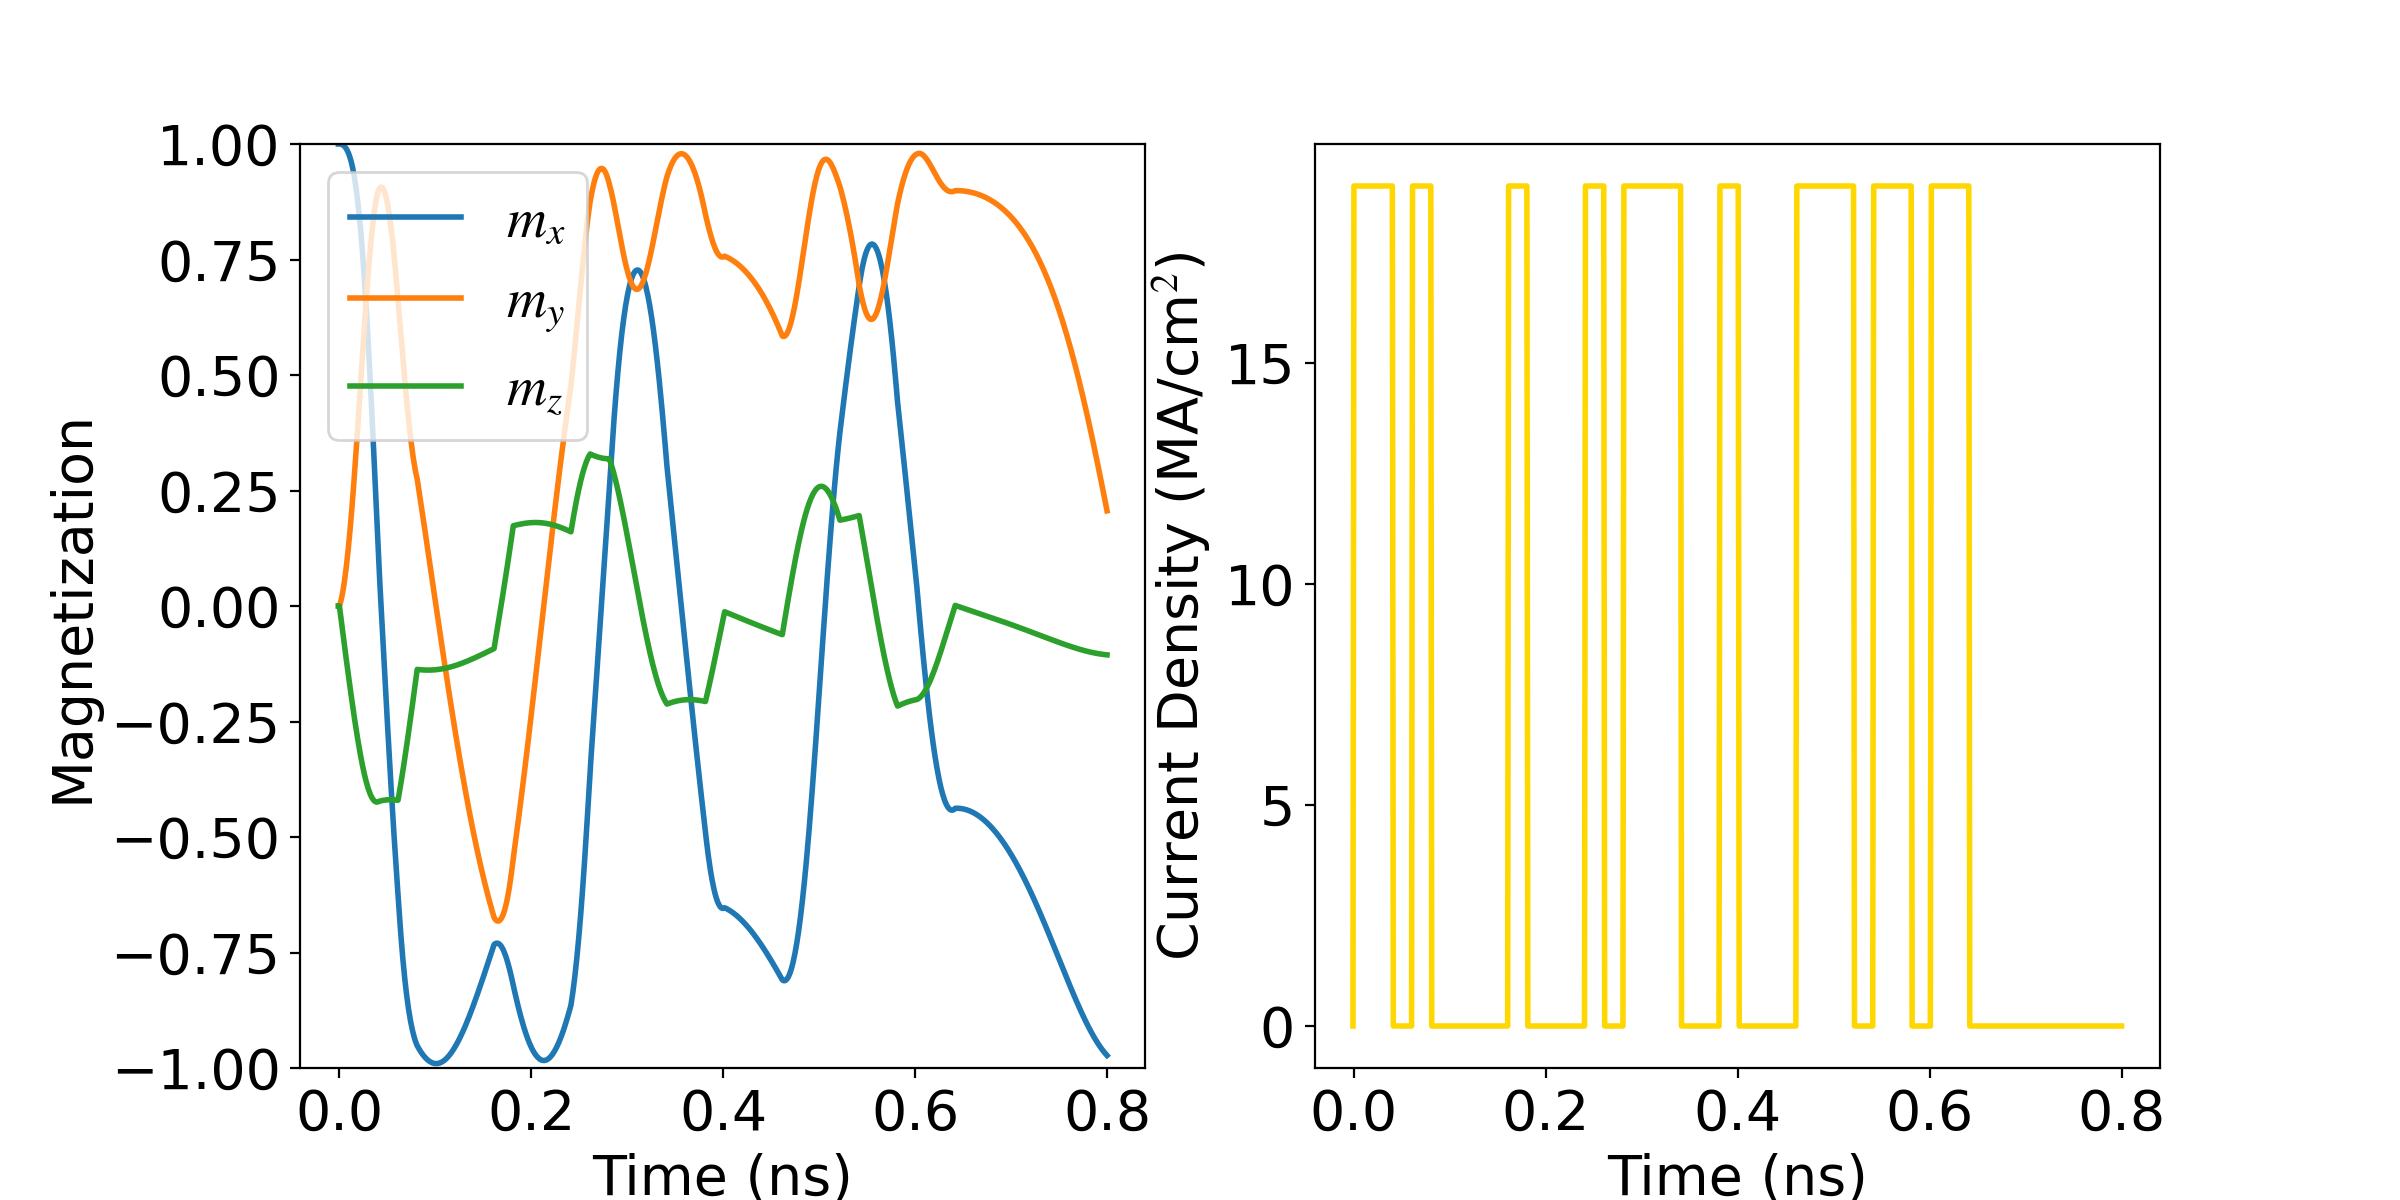 1.00
0.75
0.50
0.25
0.00
−0.25
−0.50
−0.75
−1.00
0.0 0.2 0.4 0.6 0.8
Time (ns)
Magnetization
m_x
m_y
m_z
15
10
5
0
0.0 0.2 0.4 0.6 0.8
Time (ns)
Current Density (MA/cm²)